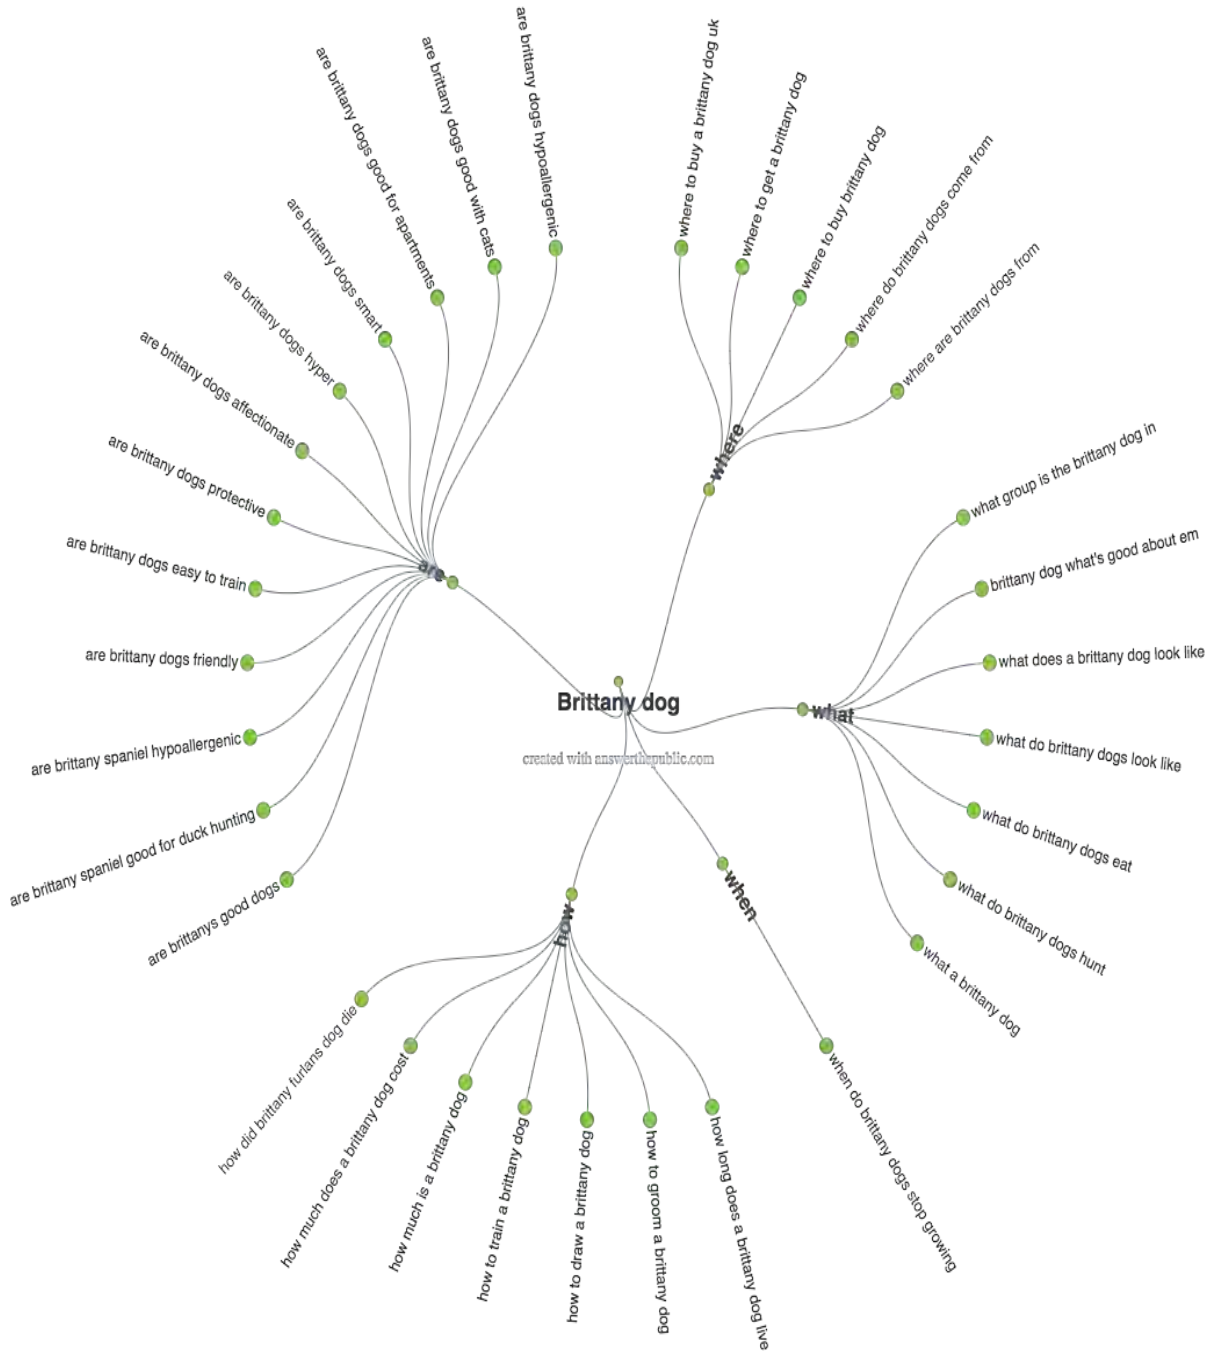 Brittany dog
created with answerthepublic.com
are
are brittany dogs hypoallergenic
are brittany dogs good with cats
are brittany dogs good for apartments
are brittany dogs smart
are brittany dogs hyper
are brittany dogs affectionate
are brittany dogs protective
are brittany dogs easy to train
are brittany dogs friendly
are brittany spaniel hypoallergenic
are brittany spaniel good for duck hunting
are brittanys good dogs
where
where to buy a brittany dog uk
where to get a brittany dog
where to buy brittany dog
where do brittany dogs come from
where are brittany dogs from
what
what group is the brittany dog in
brittany dog what's good about em
what does a brittany dog look like
what do brittany dogs look like
what do brittany dogs eat
what do brittany dogs hunt
what a brittany dog
when
when do brittany dogs stop growing
how
how long does a brittany dog live
how to groom a brittany dog
how to draw a brittany dog
how to train a brittany dog
how much is a brittany dog
how much does a brittany dog cost
how did brittany furlans dog die